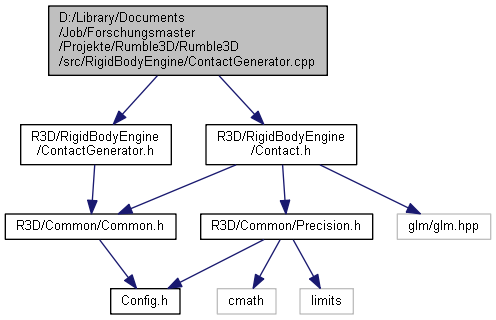 D:/Library/Documents
/Job/Forschungsmaster
/Projekte/Rumble3D/Rumble3D
/src/RigidBodyEngine/ContactGenerator.cpp
R3D/RigidBodyEngine
/ContactGenerator.h
R3D/RigidBodyEngine
/Contact.h
R3D/Common/Common.h
R3D/Common/Precision.h
glm/glm.hpp
Config.h
cmath
limits